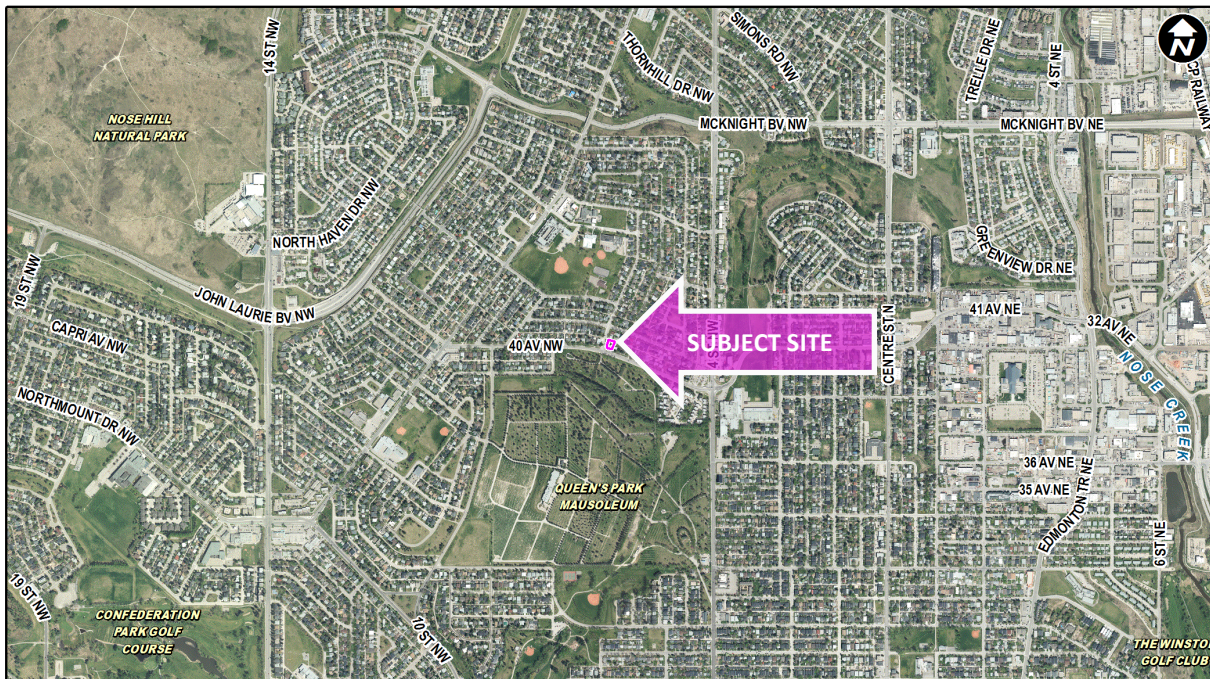 14 ST NW
THORNHILL DR NW
SIMONS RD NW
TRELLE DR NE
4 ST NE
N
CP RAILWAY
NOSE HILL
NATURAL PARK
MCKNIGHT BV NW
MCKNIGHT BV NE
NORTH HAVEN DR NW
19 ST NW
JOHN LAURIE BV NW
GREENVIEW DR NE
CAPRI AV NW
40 AV NW
SUBJECT SITE
4 ST NW
CENTRE ST N
41 AV NE
32 AV NE
NOSE CREEK
NORTHMOUNT DR NW
36 AV NE
35 AV NE
QUEEN'S PARK
MAUSOLEUM
EDMONTON TR NE
6 ST NE
19 ST NW
CONFEDERATION
PARK GOLF
COURSE
10 ST NW
THE WINSTON
GOLF CLUB